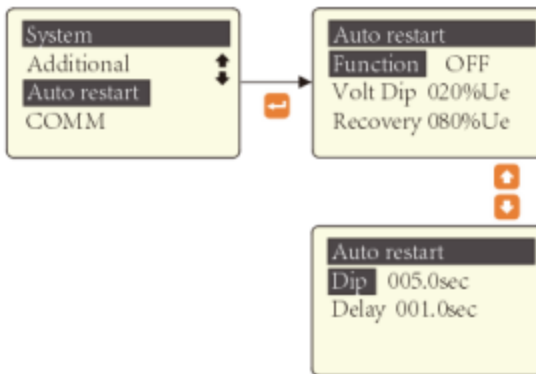 System
Additional
Auto restart
COMM
Auto restart
Function OFF
Volt Dip 020%Ue
Recovery 080%Ue
Auto restart
Dip 005.0sec
Delay 001.0sec